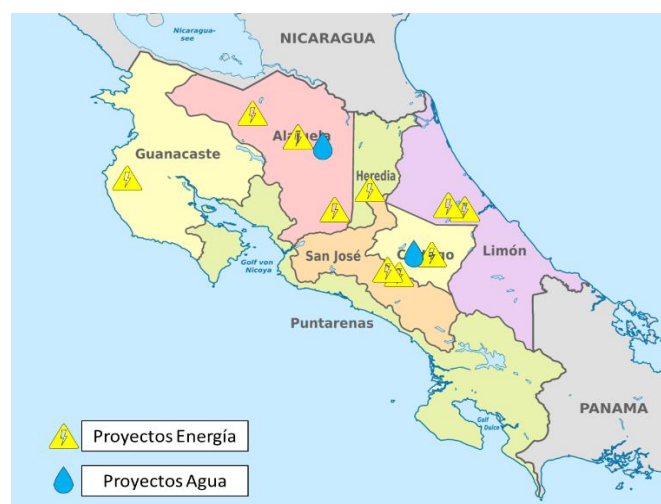 Nicaragua-
see
NICARAGUA
Alajuela
Guanacaste
Heredia
San José
Limón
Golf von
Nicoya
Puntarenas
PANAMA
Golf
Dulce
Proyectos Energía
Proyectos Agua